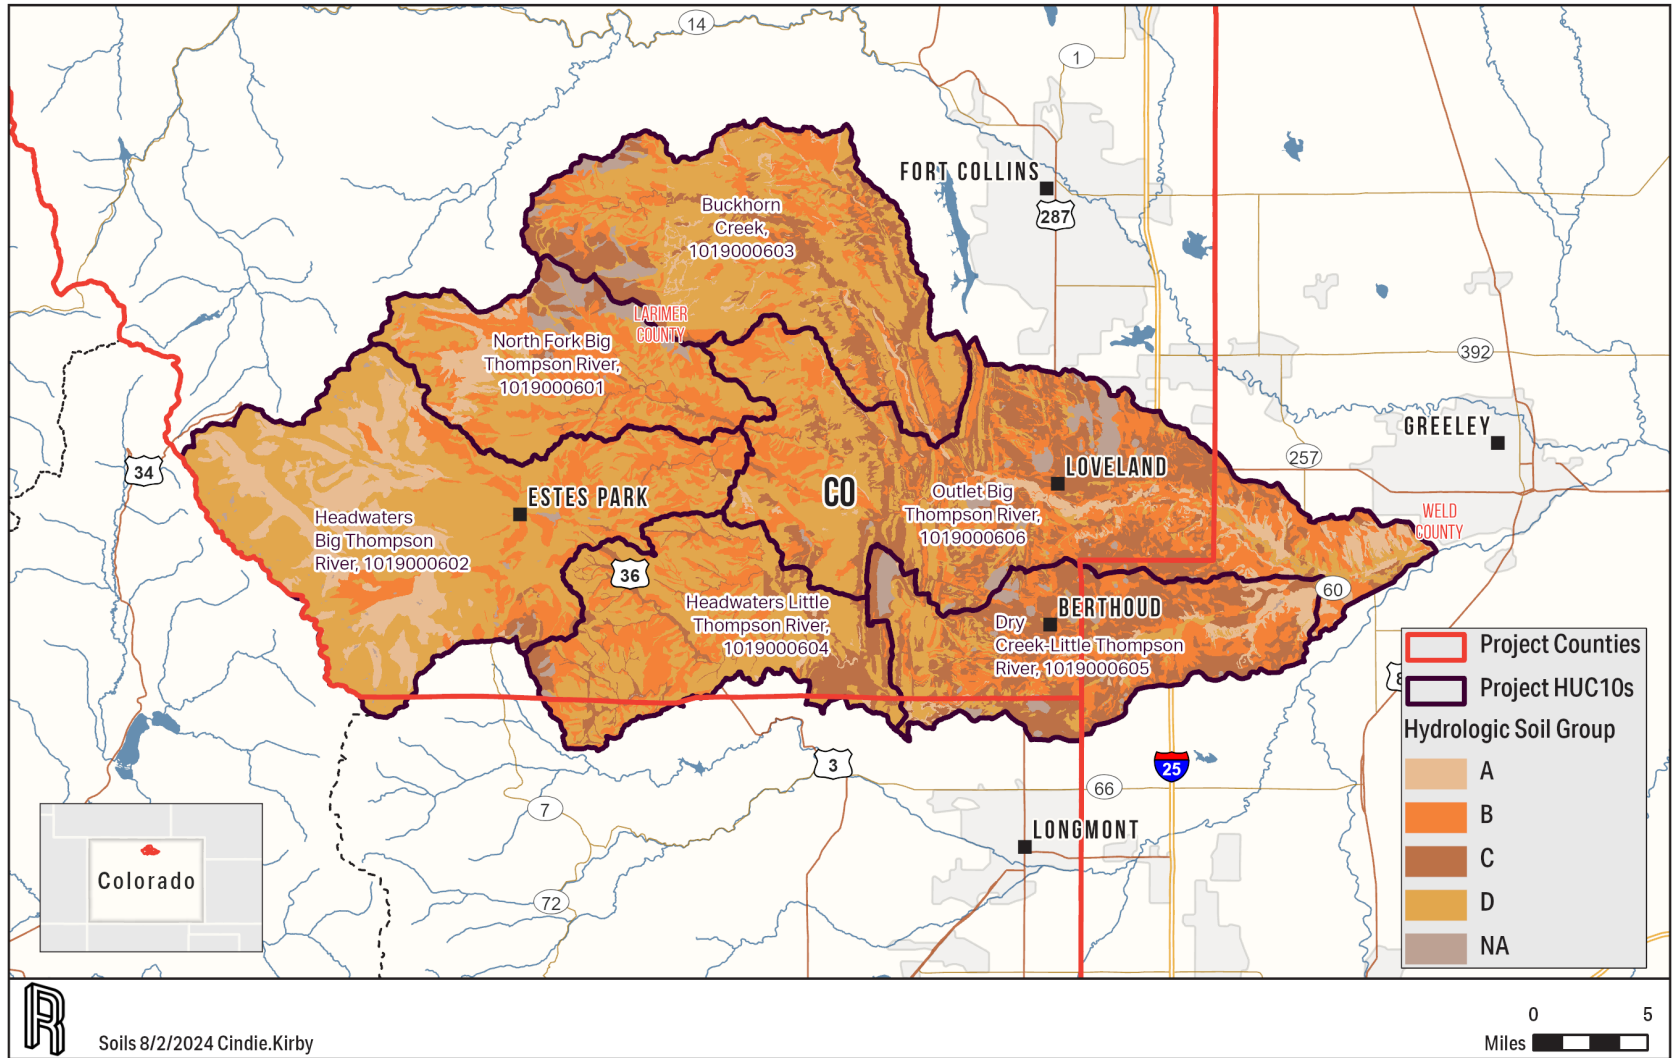 14
1
FORT COLLINS
287
Buckhorn
Creek,
1019000603
LARIMER
COUNTY
North Fork Big
Thompson River,
1019000601
392
GREELEY
257
34
LOVELAND
CO
ESTES PARK
Outlet Big
Thompson River,
1019000606
WELD
COUNTY
Headwaters
Big Thompson
River, 1019000602
36
60
Headwaters Little
Thompson River,
1019000604
BERTHOUD
Dry
Creek-Little Thompson
River, 1019000605
3
25
66
7
LONGMONT
72
Colorado
Project Counties
Project HUC10s
Hydrologic Soil Group
A
B
C
D
NA
Soils 8/2/2024 Cindie.Kirby
0 5
Miles